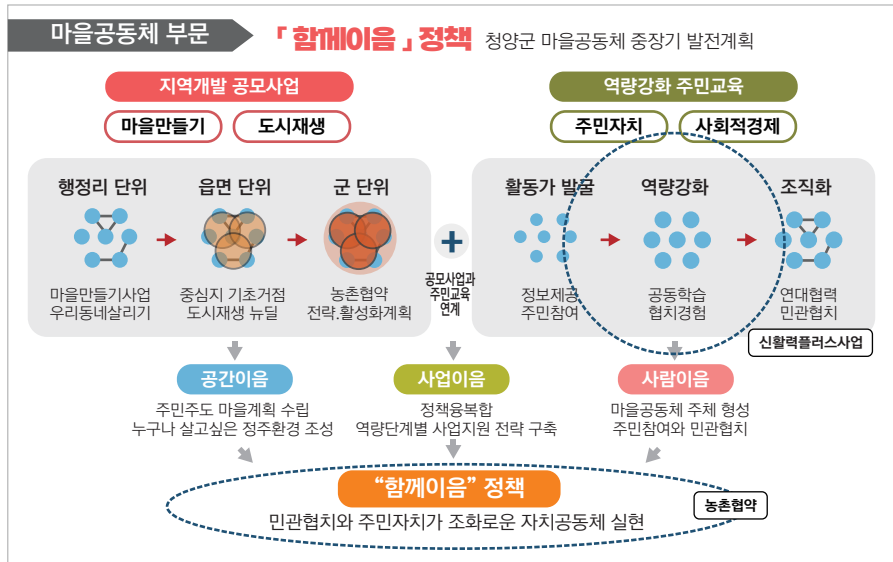 마을공동체 부문
「함께이음」정책 청양군 마을공동체 중장기 발전계획
지역개발 공모사업
마을만들기
도시재생
역량강화 주민교육
주민자치
사회적경제
행정리 단위
읍면 단위
군 단위
마을만들기사업
우리동네살리기
중심지 기초거점
도시재생 뉴딜
농촌협약
전략.활성화계획
+
공모사업과
주민교육
연계
활동가 발굴
역량강화
조직화
정보제공
주민참여
공동학습
협치경험
연대협력
민관협치
신활력플러스사업
공간이음
주민주도 마을계획 수립
누구나 살고싶은 정주환경 조성
사업이음
정책융복합
역량단계별 사업지원 전략 구축
사람이음
마을공동체 주체 형성
주민참여와 민관협치
“함께이음” 정책
민관협치와 주민자치가 조화로운 자치공동체 실현
농촌협약